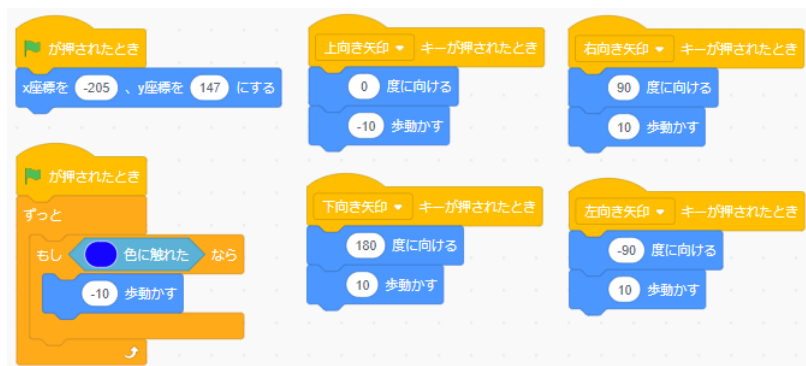 が押されたとき
x座標を -205 、y座標を 147 にする
が押されたとき
ずっと
もし 色に触れた なら
-10 歩動かす
上向き矢印 キーが押されたとき
0 度に向ける
-10 歩動かす
下向き矢印 キーが押されたとき
180 度に向ける
10 歩動かす
右向き矢印 キーが押されたとき
90 度に向ける
10 歩動かす
左向き矢印 キーが押されたとき
-90 度に向ける
10 歩動かす